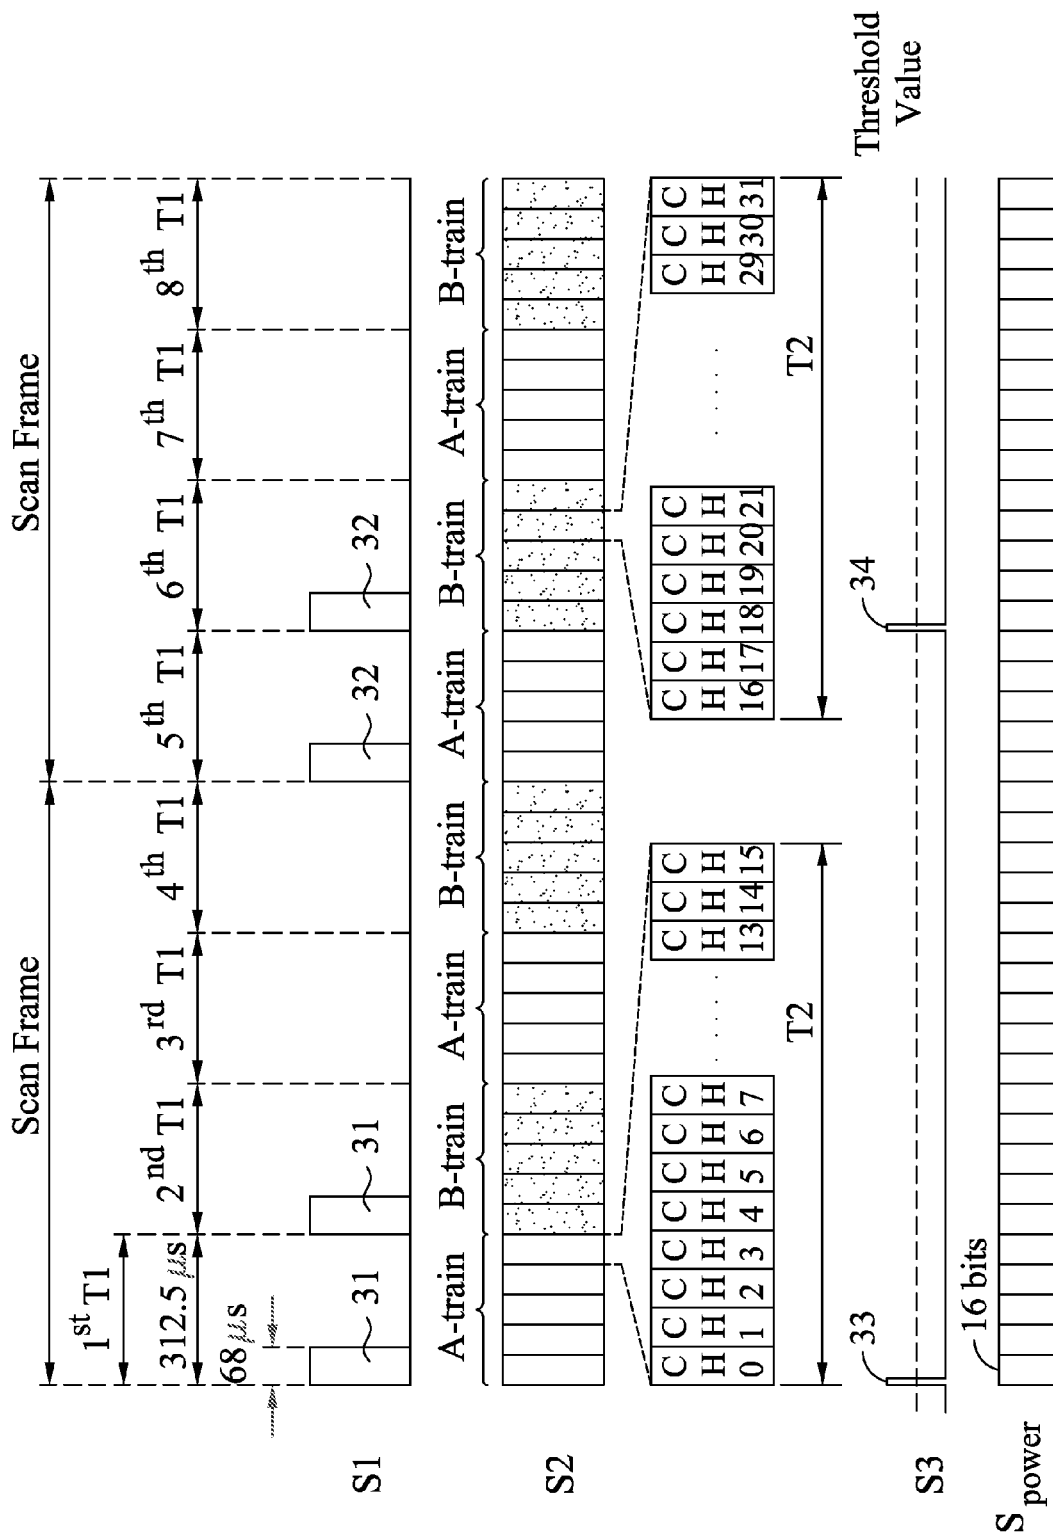 Scan Frame Scan Frame
1st T1
312.5 μs 2nd T1 3rd T1 4th T1 5th T1 6th T1 7th T1 8th T1
68 μs
S1 31 31 32 32
A-train B-train A-train B-train A-train B-train A-train B-train
S2
CH 0 CH 1 CH 2 CH 3 CH 4 CH 5 CH 6 CH 7 ...... CH 13 CH 14 CH 15
CH 16 CH 17 CH 18 CH 19 CH 20 CH 21 ...... CH 29 CH 30 CH 31
T2 T2
33 34 Threshold
Value
S3
16 bits
S power